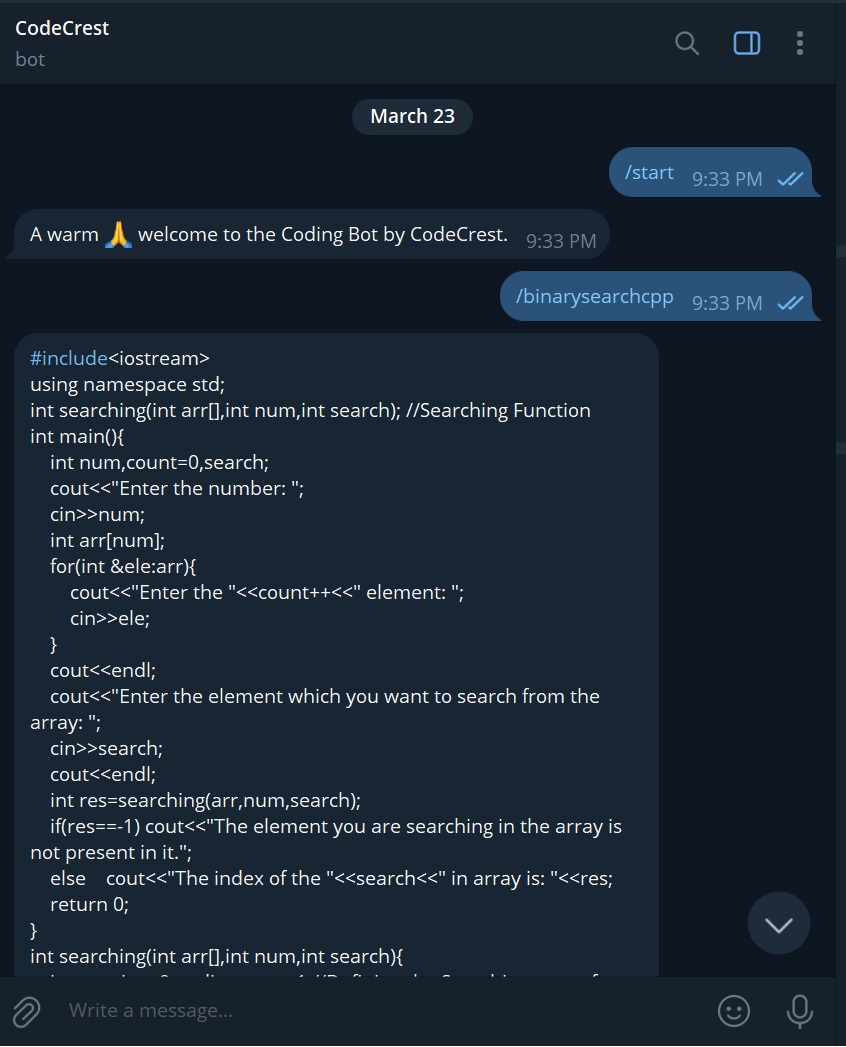 CodeCrest
bot
March 23
/start 9:33 PM
A warm 🙏 welcome to the Coding Bot by CodeCrest. 9:33 PM
/binarysearchcpp 9:33 PM
#include<iostream>
using namespace std;
int searching(int arr[],int num,int search); //Searching Function
int main(){
    int num,count=0,search;
    cout<<"Enter the number: ";
    cin>>num;
    int arr[num];
    for(int &ele:arr){
        cout<<"Enter the "<<count++<<" element: ";
        cin>>ele;
    }
    cout<<endl;
    cout<<"Enter the element which you want to search from the
array: ";
    cin>>search;
    cout<<endl;
    int res=searching(arr,num,search);
    if(res==-1) cout<<"The element you are searching in the array is
not present in it.";
    else    cout<<"The index of the "<<search<<" in array is: "<<res;
    return 0;
}
int searching(int arr[],int num,int search){
Write a message...